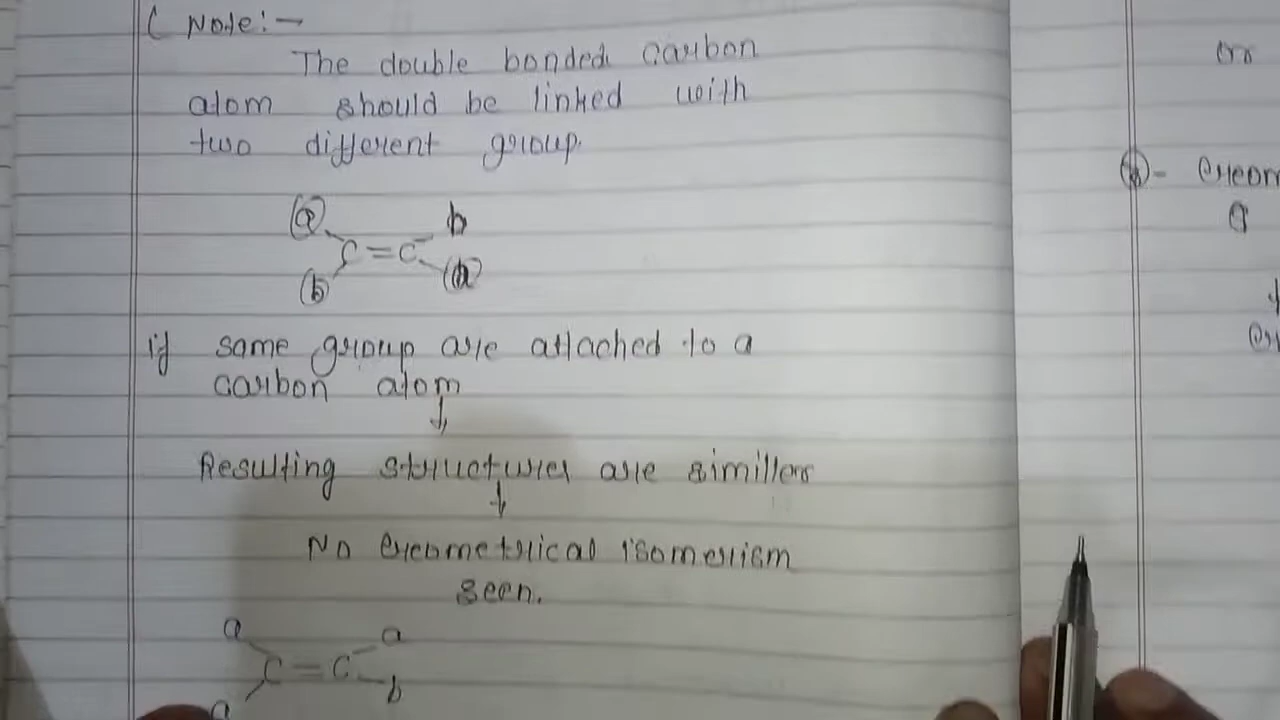 ( Note:-
The double bonded carbon
atom should be linked with
two different group.
a b
C = C
b a
if same group are attached to a
carbon atom
↓
Resulting structures are similler
↓
No Geometrical isomerism
seen.
a a
C = C
a b